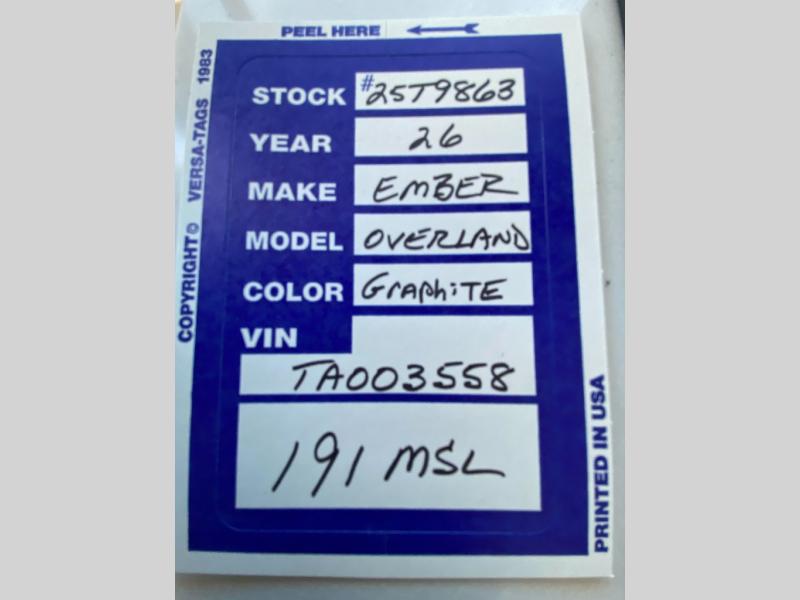 PEEL HERE
STOCK #25T9863
YEAR 26
MAKE EMBER
MODEL OVERLAND
COLOR GRAPHiTE
VIN
TA003558
191 MSL
COPYRIGHT© VERSA-TAGS 1983
PRINTED IN USA